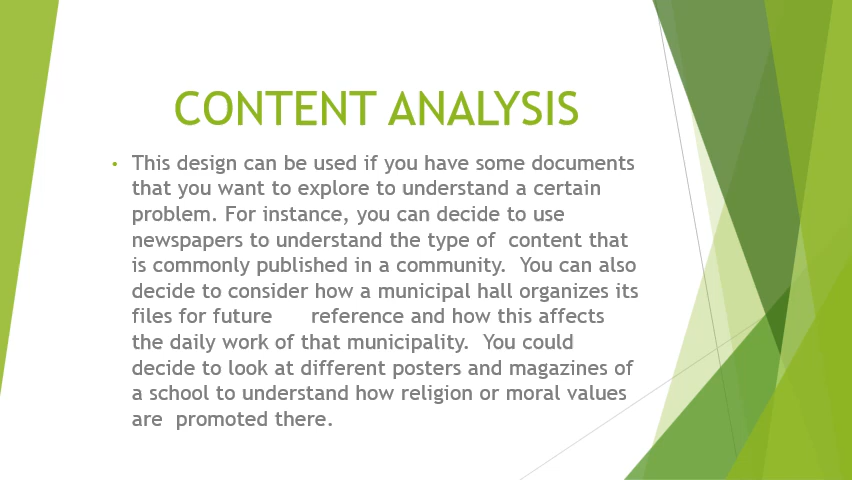 CONTENT ANALYSIS
• This design can be used if you have some documents
that you want to explore to understand a certain
problem. For instance, you can decide to use
newspapers to understand the type of  content that
is commonly published in a community.  You can also
decide to consider how a municipal hall organizes its
files for future      reference and how this affects
the daily work of that municipality.  You could
decide to look at different posters and magazines of
a school to understand how religion or moral values
are  promoted there.